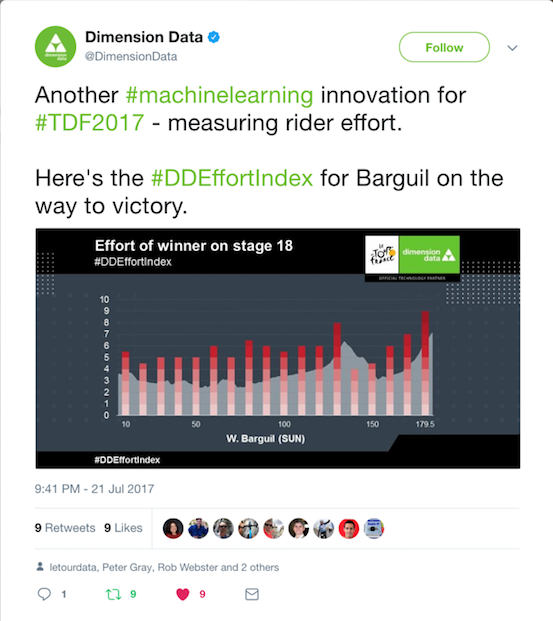 Dimension Data
@DimensionData
Follow
Another #machinelearning innovation for
#TDF2017 - measuring rider effort.
Here's the #DDEffortIndex for Barguil on the
way to victory.
Effort of winner on stage 18
#DDEffortIndex
le TOUR de france
dimension
data
OFFICIAL TECHNOLOGY PARTNER
10
9
8
7
6
5
4
3
2
1
0
10 50 100 150 179.5
W. Barguil (SUN)
#DDEffortIndex
9:41 PM - 21 Jul 2017
9 Retweets 9 Likes
letourdata, Peter Gray, Rob Webster and 2 others
1 9 9